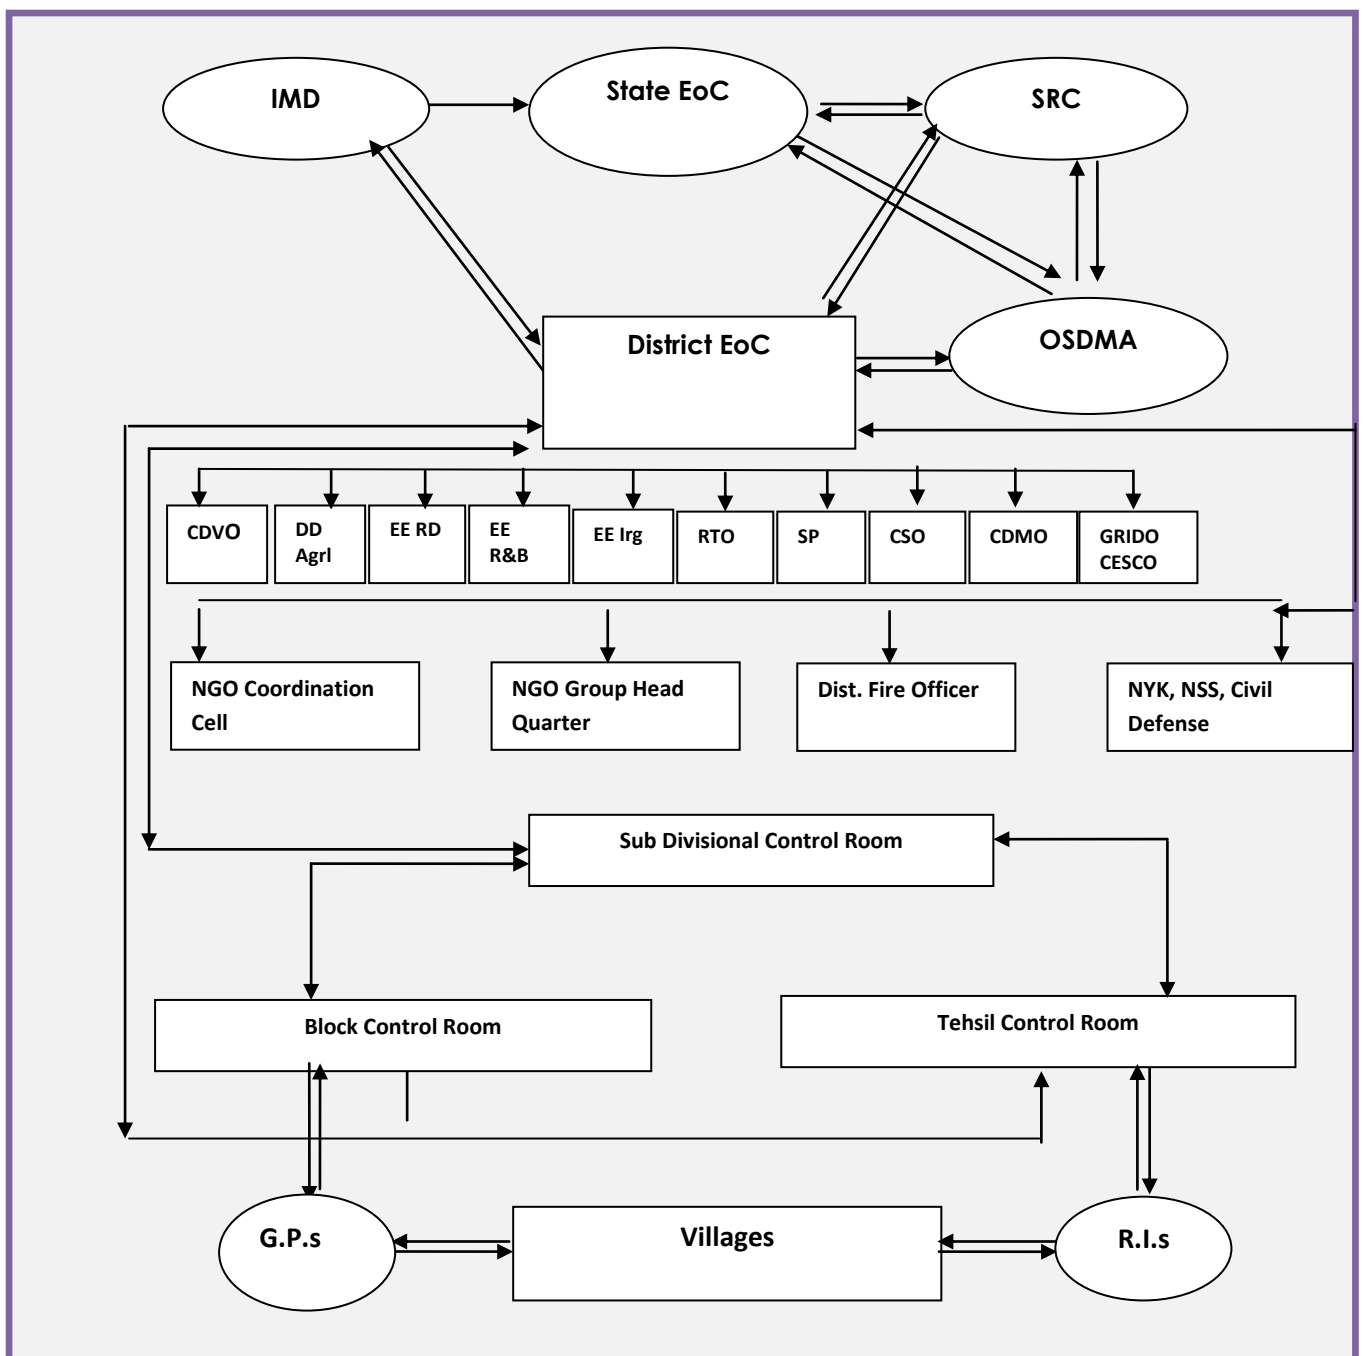 IMD
State EoC
SRC
District EoC
OSDMA
CDVO
DD
Agrl
EE RD
EE
R&B
EE Irg
RTO
SP
CSO
CDMO
GRIDO
CESCO
NGO Coordination
Cell
NGO Group Head
Quarter
Dist. Fire Officer
NYK, NSS, Civil
Defense
Sub Divisional Control Room
Block Control Room
Tehsil Control Room
G.P.s
Villages
R.I.s